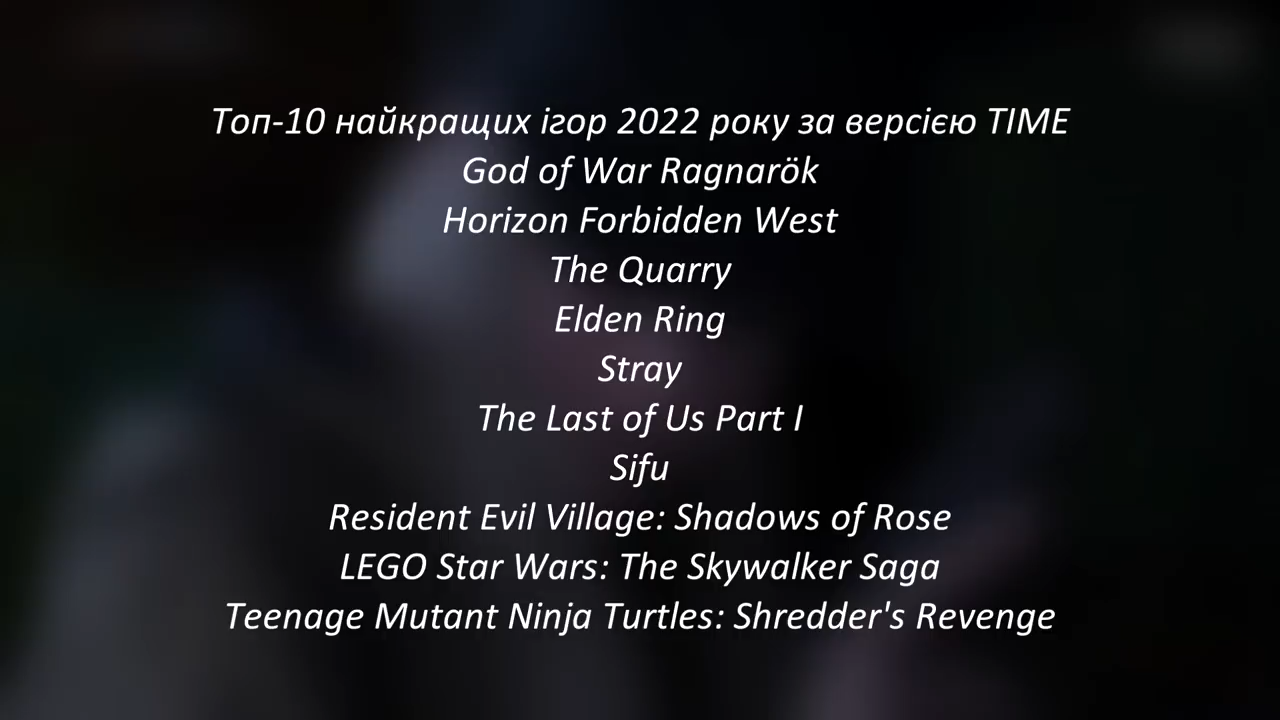 Топ-10 найкращих ігор 2022 року за версією TIME
God of War Ragnarök
Horizon Forbidden West
The Quarry
Elden Ring
Stray
The Last of Us Part I
Sifu
Resident Evil Village: Shadows of Rose
LEGO Star Wars: The Skywalker Saga
Teenage Mutant Ninja Turtles: Shredder's Revenge